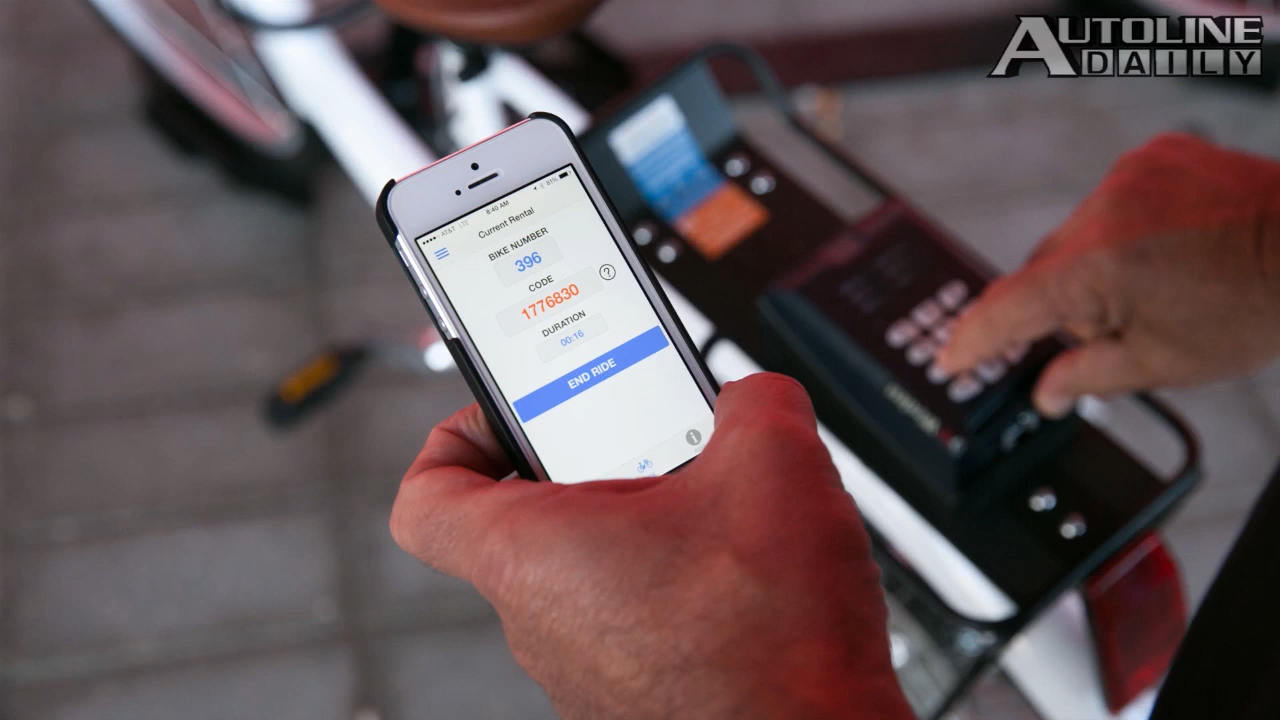 AUTOLINE
DAILY
AT&T LTE
8:40 AM
81%
Current Rental
BIKE NUMBER
396
CODE
?
1776830
DURATION
00:16
END RIDE
i